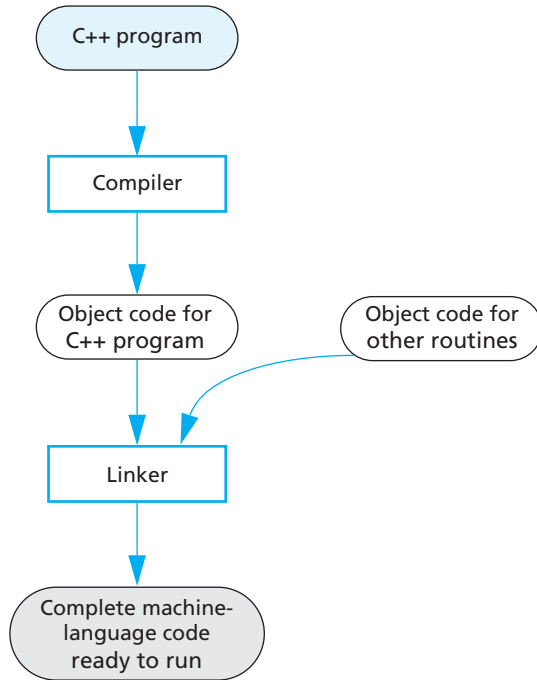 C++ program
Compiler
Object code for
C++ program
Object code for
other routines
Linker
Complete machine-
language code
ready to run